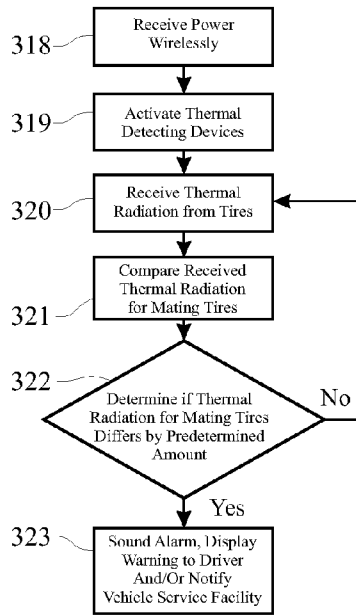 318
Receive Power
Wirelessly
319
Activate Thermal
Detecting Devices
320
Receive Thermal
Radiation from Tires
321
Compare Received
Thermal Radiation
for Mating Tires
322
Determine if Thermal
Radiation for Mating Tires
Differs by Predetermined
Amount
No
Yes
323
Sound Alarm, Display
Warning to Driver
And/Or Notify
Vehicle Service Facility